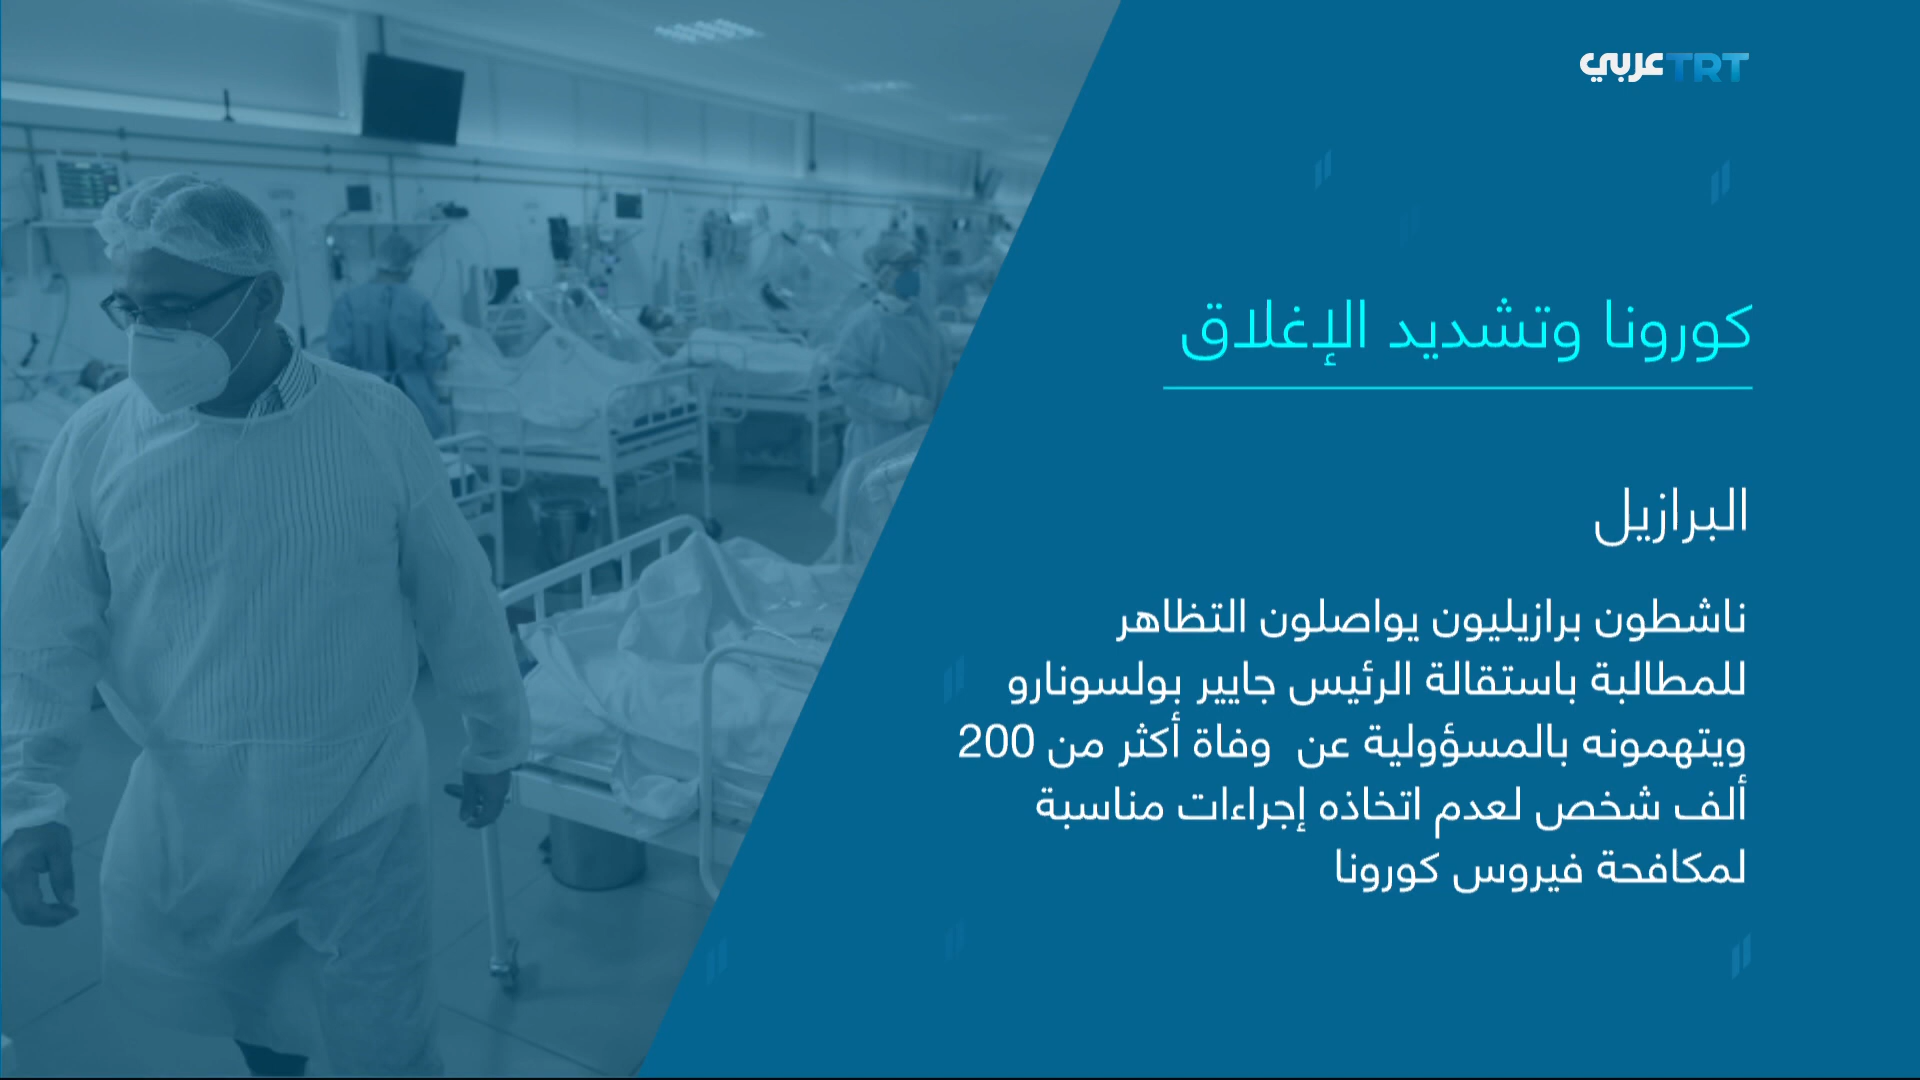 TRT عربي
كورونا وتشديد الإغلاق
البرازيل
ناشطون برازيليون يواصلون التظاهر
للمطالبة باستقالة الرئيس جايير بولسونارو
ويتهمونه بالمسؤولية عن وفاة أكثر من 200
ألف شخص لعدم اتخاذه إجراءات مناسبة
لمكافحة فيروس كورونا